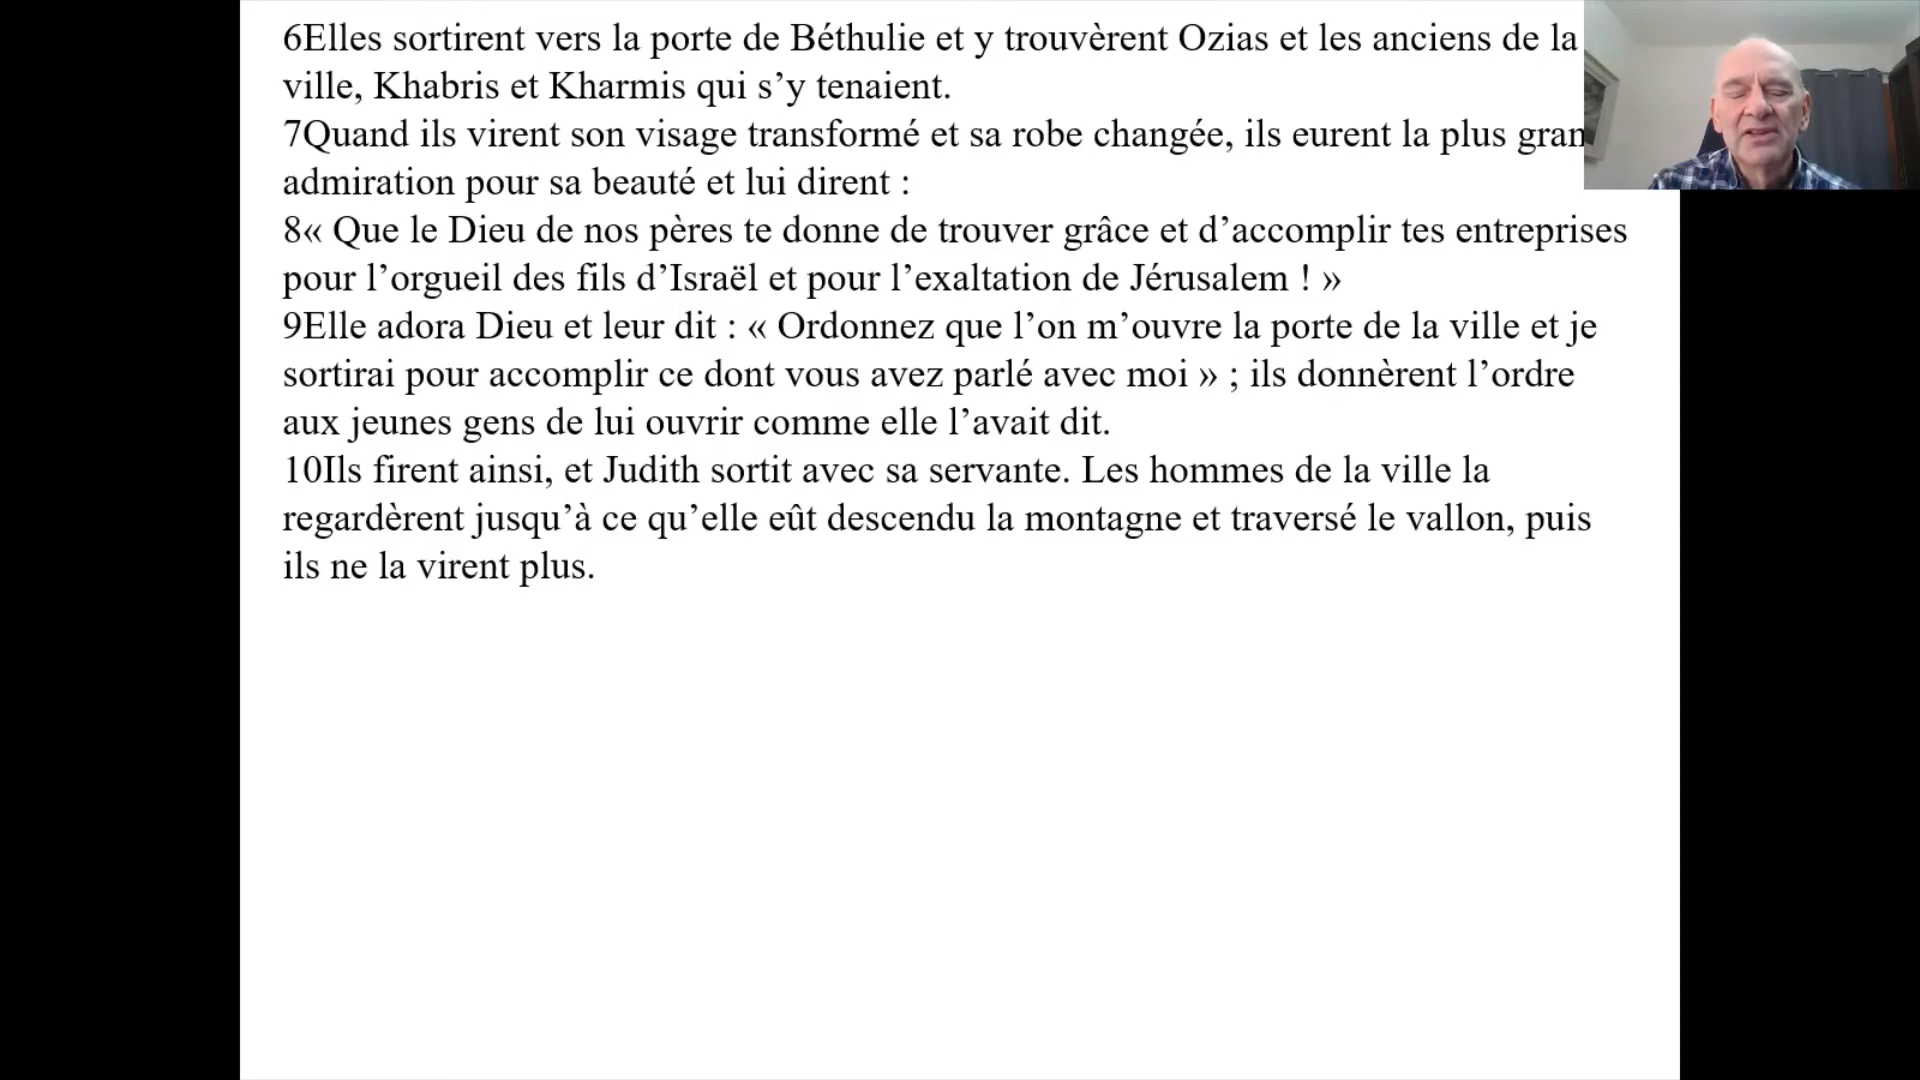 6Elles sortirent vers la porte de Béthulie et y trouvèrent Ozias et les anciens de la
ville, Khabris et Kharmis qui s’y tenaient.
7Quand ils virent son visage transformé et sa robe changée, ils eurent la plus gran
admiration pour sa beauté et lui dirent :
8« Que le Dieu de nos pères te donne de trouver grâce et d’accomplir tes entreprises
pour l’orgueil des fils d’Israël et pour l’exaltation de Jérusalem ! »
9Elle adora Dieu et leur dit : « Ordonnez que l’on m’ouvre la porte de la ville et je
sortirai pour accomplir ce dont vous avez parlé avec moi » ; ils donnèrent l’ordre
aux jeunes gens de lui ouvrir comme elle l’avait dit.
10Ils firent ainsi, et Judith sortit avec sa servante. Les hommes de la ville la
regardèrent jusqu’à ce qu’elle eût descendu la montagne et traversé le vallon, puis
ils ne la virent plus.